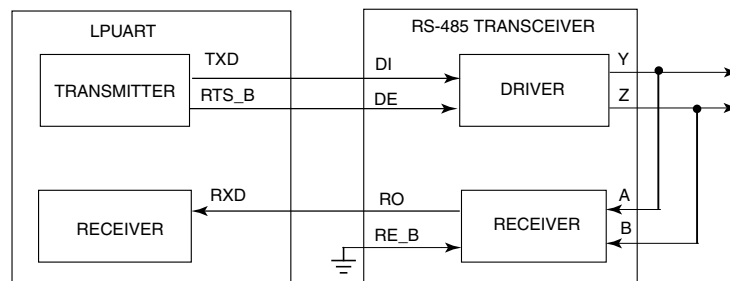 LPUART
RS-485 TRANSCEIVER
TRANSMITTER
TXD
DI
DRIVER
Y
RTS_B
DE
Z
RECEIVER
RXD
RO
RECEIVER
A
RE_B
B